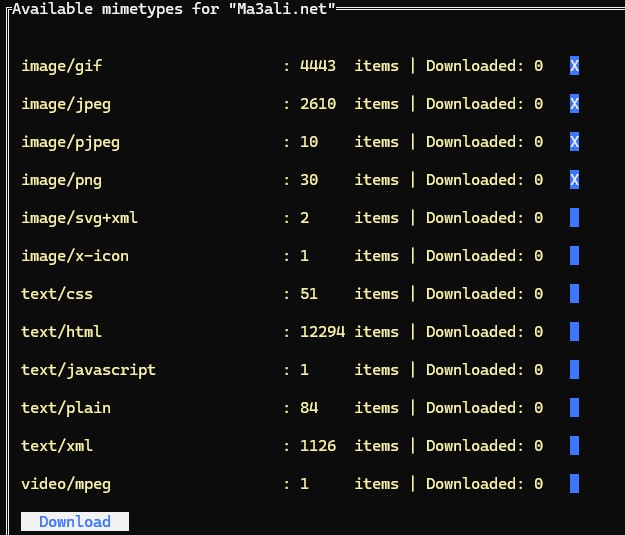 Available mimetypes for "Ma3ali.net"
image/gif : 4443 items | Downloaded: 0 X
image/jpeg : 2610 items | Downloaded: 0 X
image/pjpeg : 10 items | Downloaded: 0 X
image/png : 30 items | Downloaded: 0 X
image/svg+xml : 2 items | Downloaded: 0
image/x-icon : 1 items | Downloaded: 0
text/css : 51 items | Downloaded: 0
text/html : 12294 items | Downloaded: 0
text/javascript : 1 items | Downloaded: 0
text/plain : 84 items | Downloaded: 0
text/xml : 1126 items | Downloaded: 0
video/mpeg : 1 items | Downloaded: 0
Download